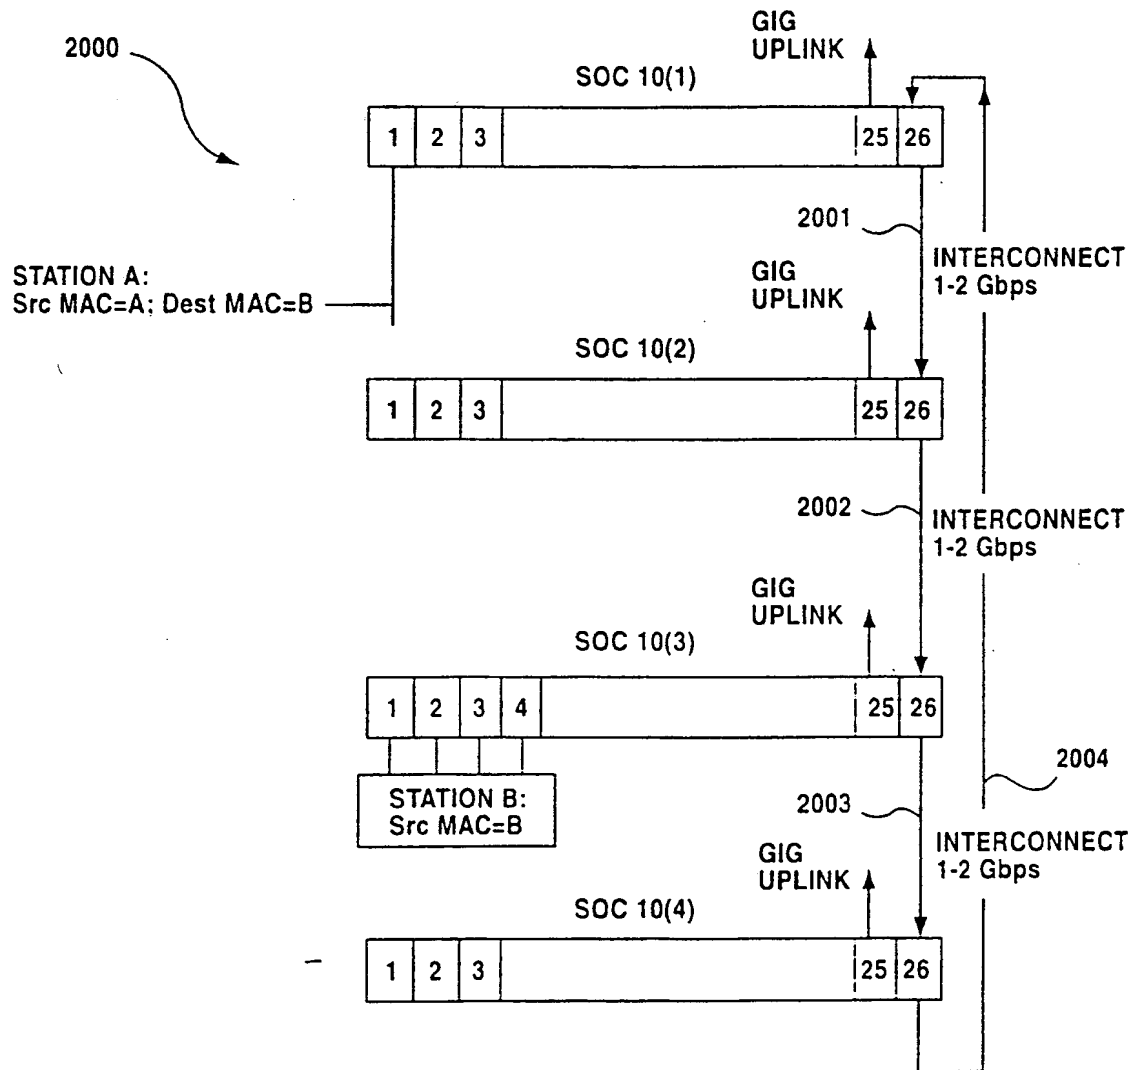 2000
GIG
UPLINK
SOC 10(1)
1 2 3 25 26
2001
INTERCONNECT
1-2 Gbps
STATION A:
Src MAC=A; Dest MAC=B
GIG
UPLINK
SOC 10(2)
1 2 3 25 26
2002
INTERCONNECT
1-2 Gbps
GIG
UPLINK
SOC 10(3)
1 2 3 4 25 26
2004
STATION B:
Src MAC=B
2003
INTERCONNECT
1-2 Gbps
GIG
UPLINK
SOC 10(4)
1 2 3 25 26